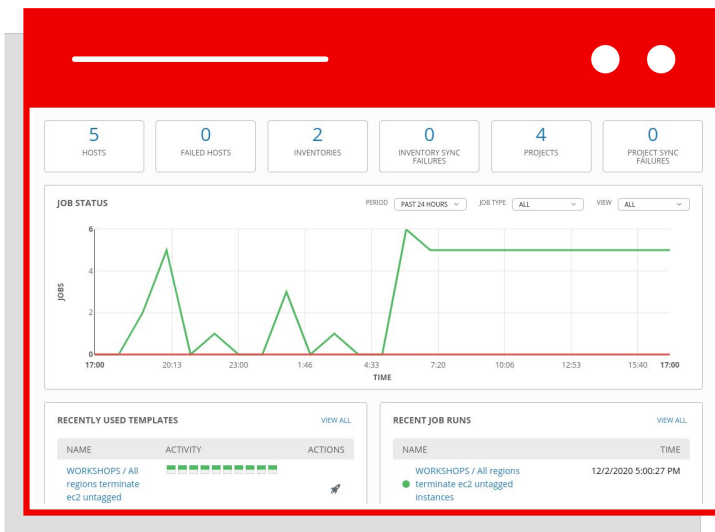 5
HOSTS
0
FAILED HOSTS
2
INVENTORIES
0
INVENTORY SYNC
FAILURES
4
PROJECTS
0
PROJECT SYNC
FAILURES
JOB STATUS
PERIOD PAST 24 HOURS JOB TYPE ALL VIEW ALL
6
4
2
0
JOBS
17:00 20:13 23:00 1:46 4:33 7:20 10:06 12:53 15:40 17:00
TIME
RECENTLY USED TEMPLATES VIEW ALL
NAME ACTIVITY ACTIONS
WORKSHOPS / All
regions terminate
ec2 untagged
RECENT JOB RUNS VIEW ALL
NAME TIME
WORKSHOPS / All regions 12/2/2020 5:00:27 PM
terminate ec2 untagged
instances